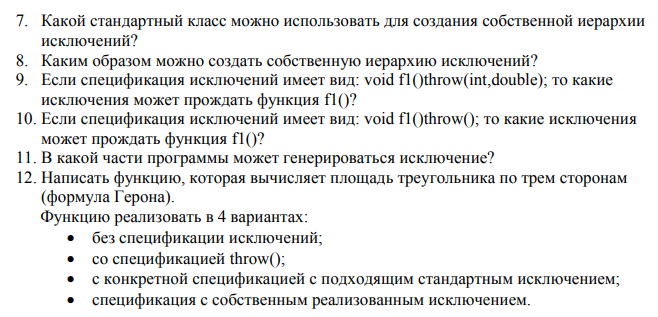 7. Какой стандартный класс можно использовать для создания собственной иерархии
исключений?
8. Каким образом можно создать собственную иерархию исключений?
9. Если спецификация исключений имеет вид: void f1()throw(int,double); то какие
исключения может прождать функция f1()?
10. Если спецификация исключений имеет вид: void f1()throw(); то какие исключения
может прождать функция f1()?
11. В какой части программы может генерироваться исключение?
12. Написать функцию, которая вычисляет площадь треугольника по трем сторонам
(формула Герона).
Функцию реализовать в 4 вариантах:
• без спецификации исключений;
• со спецификацией throw();
• с конкретной спецификацией с подходящим стандартным исключением;
• спецификация с собственным реализованным исключением.